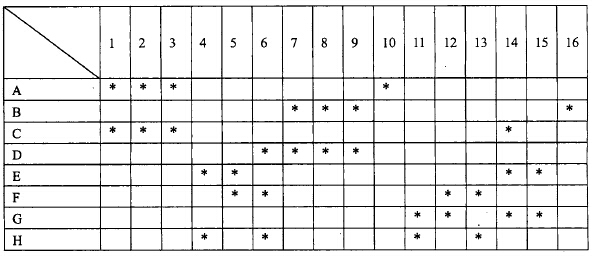 1 2 3 4 5 6 7 8 9 10 11 12 13 14 15 16
A * * * *
B * * * *
C * * * *
D * * * *
E * * * *
F * * * *
G * * * *
H * * * *